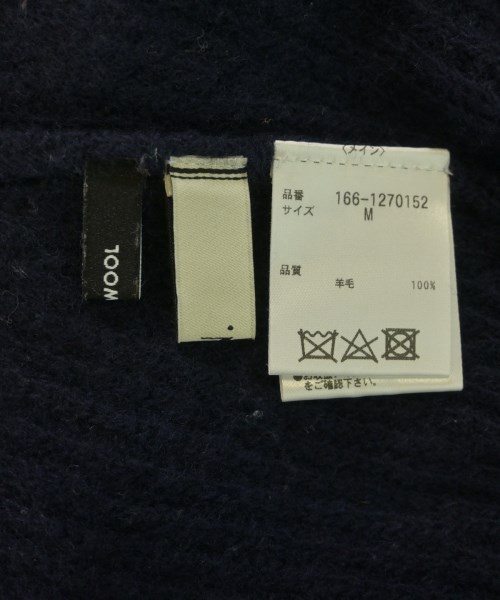 WOOL
〈メイン〉
品番 166-1270152
サイズ M
品質 羊毛 100%
をご確認下さい。